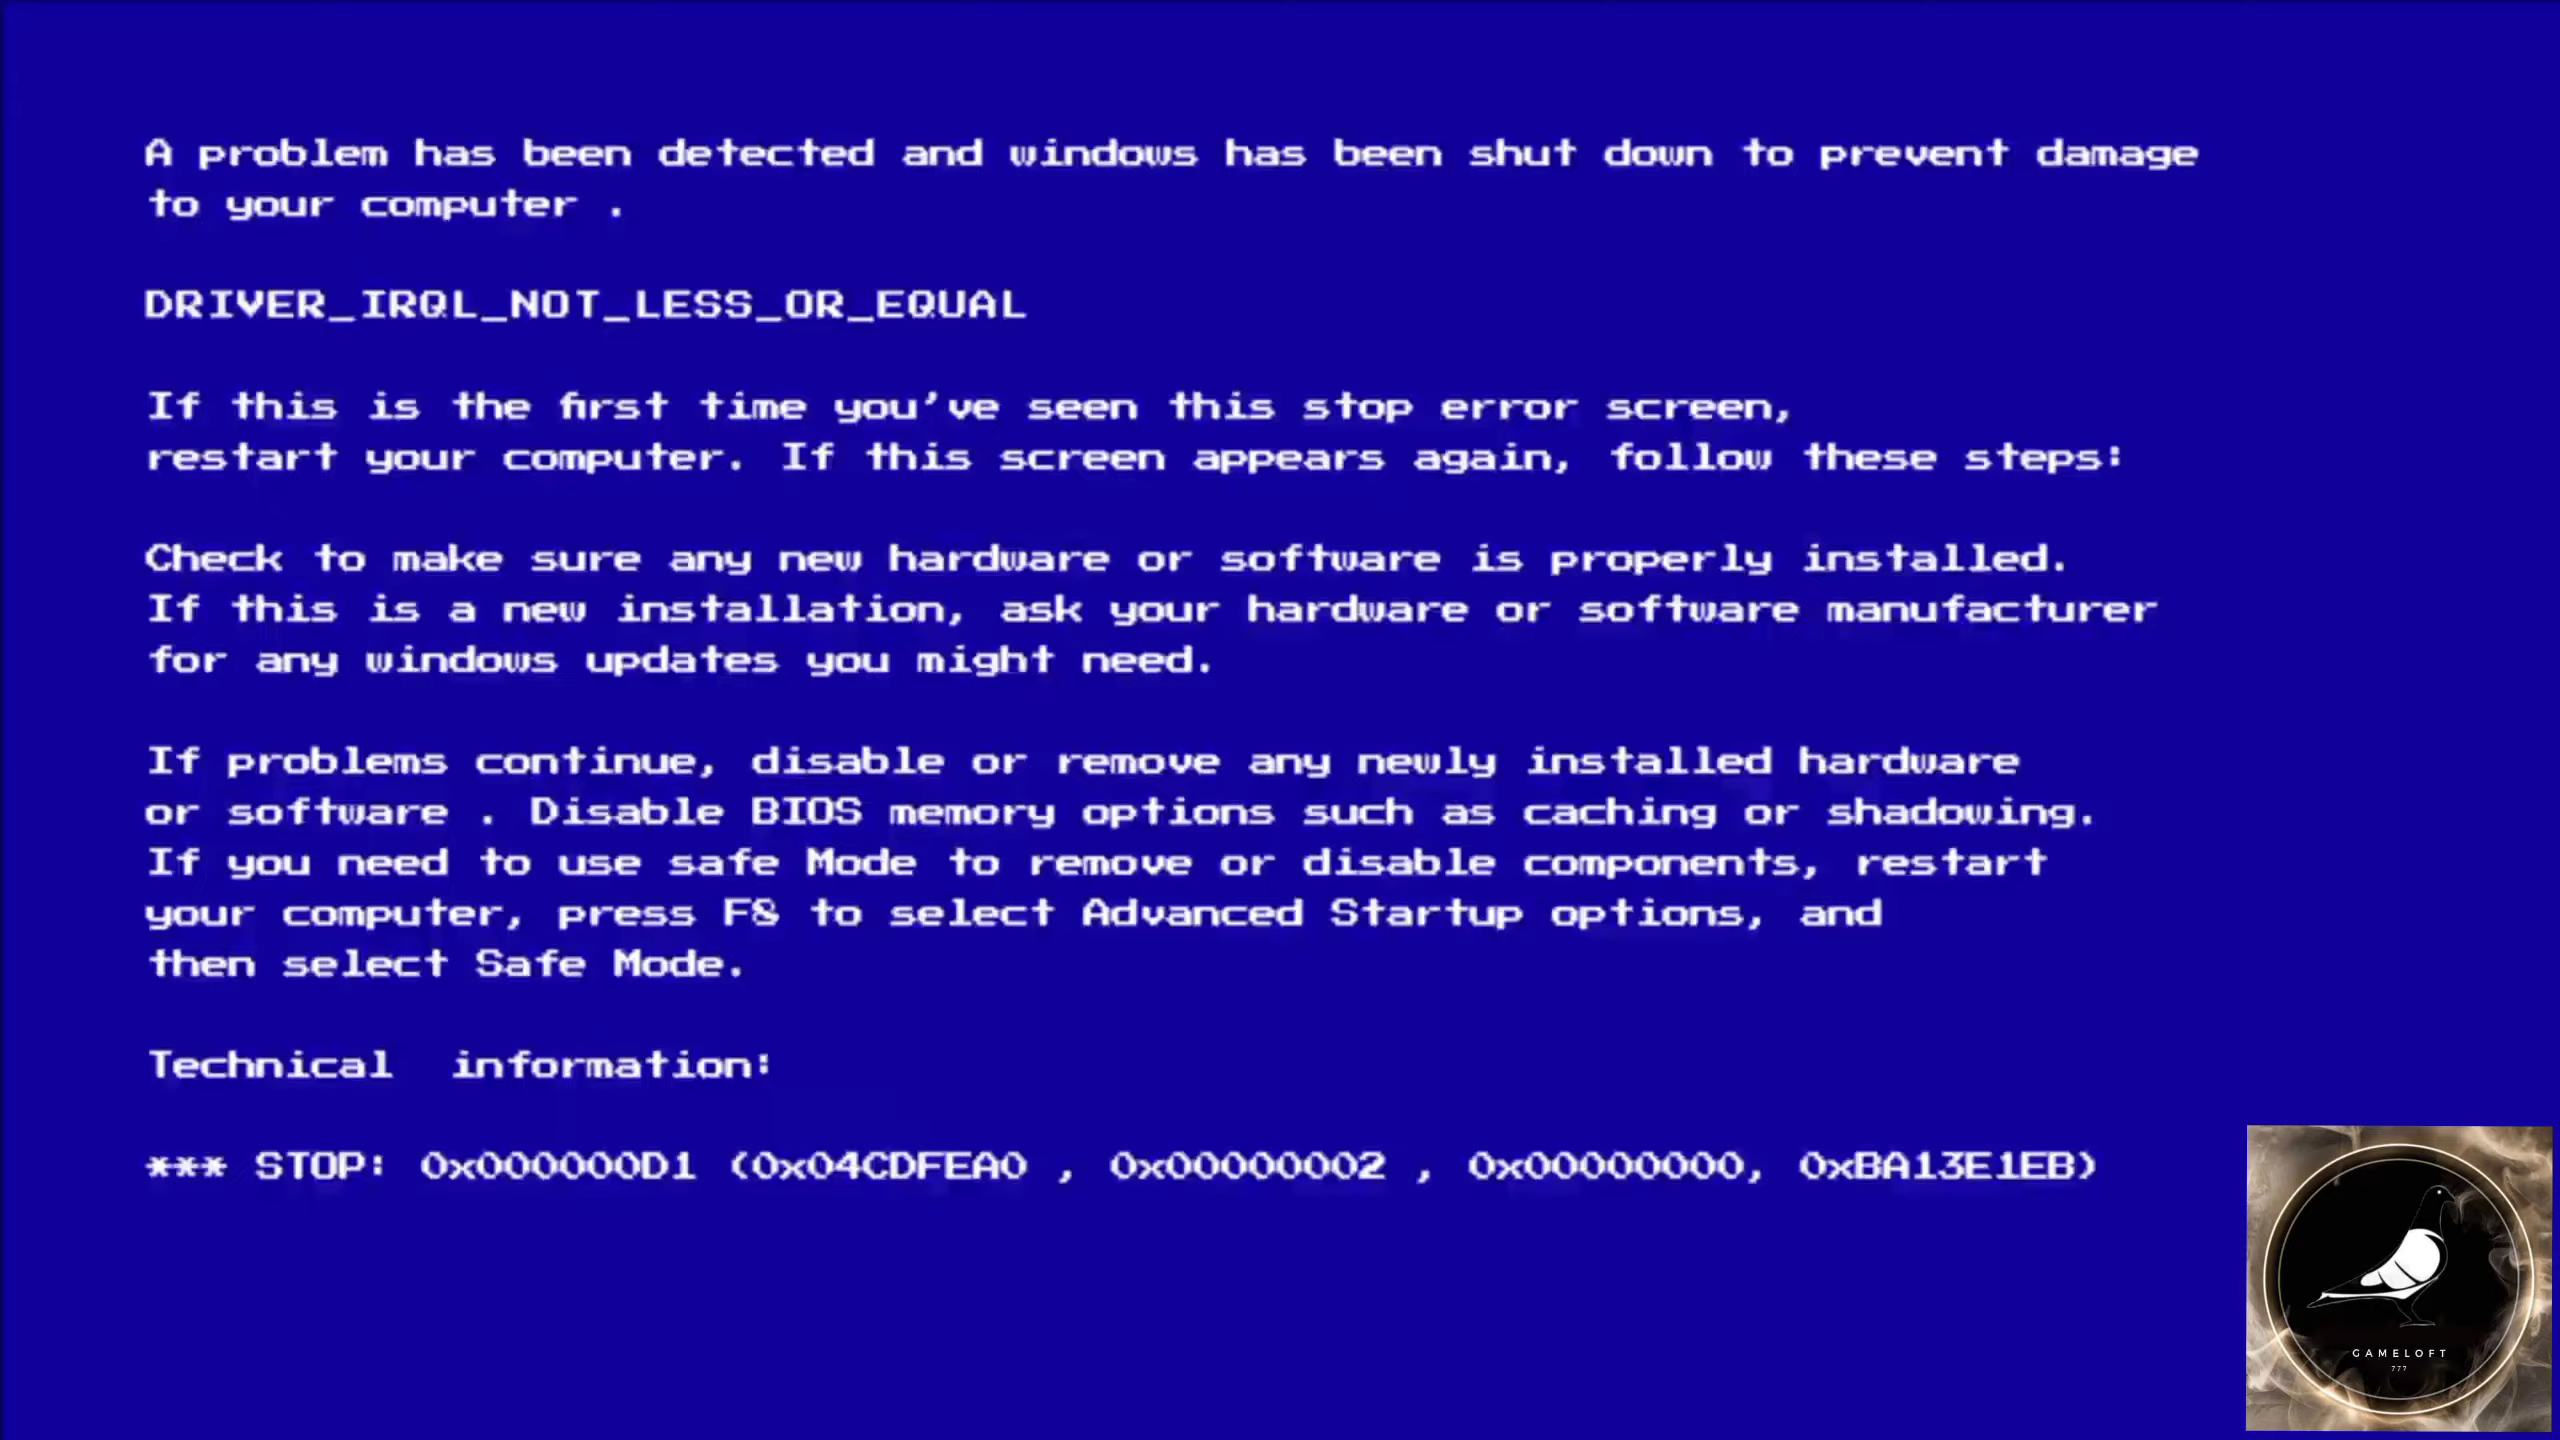 A problem has been detected and windows has been shut down to prevent damage
to your computer .
DRIVER_IRQL_NOT_LESS_OR_EQUAL
If this is the first time you've seen this stop error screen,
restart your computer. If this screen appears again, follow these steps:
Check to make sure any new hardware or software is properly installed.
If this is a new installation, ask your hardware or software manufacturer
for any windows updates you might need.
If problems continue, disable or remove any newly installed hardware
or software . Disable BIOS memory options such as caching or shadowing.
If you need to use safe Mode to remove or disable components, restart
your computer, press F8 to select Advanced Startup options, and
then select Safe Mode.
Technical  information:
*** STOP: 0x000000D1 (0x04CDFEA0 , 0x00000002 , 0x00000000, 0xBA13E1EB)
GAMELOFT
777